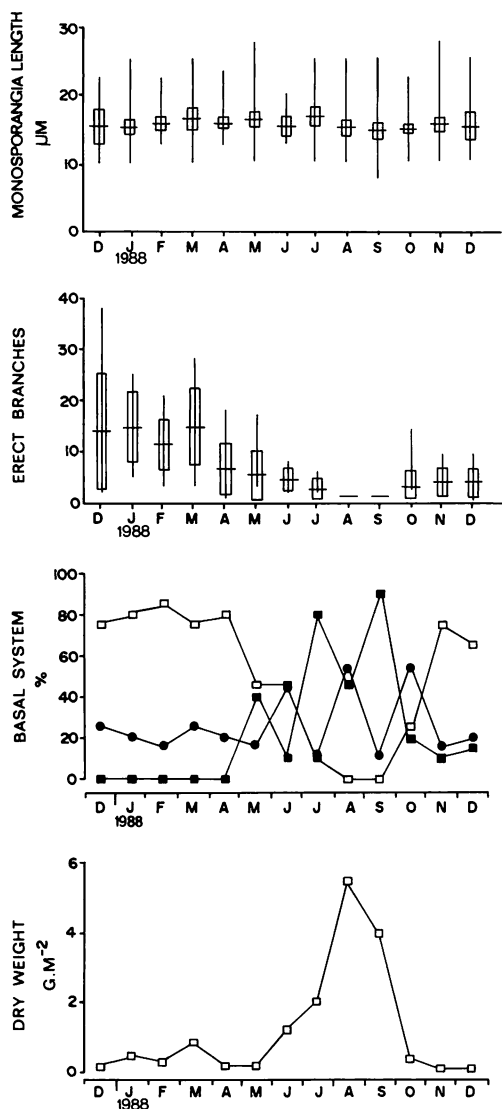 MONOSPORANGIA LENGTH
µM
30
20
10
0
D J F M A M J J A S O N D
1988
ERECT BRANCHES
40
30
20
10
0
D J F M A M J J A S O N D
1988
BASAL SYSTEM
%
100
80
60
40
20
0
D J F M A M J J A S O N D
1988
DRY WEIGHT
G.M-2
6
4
2
0
D J F M A M J J A S O N D
1988